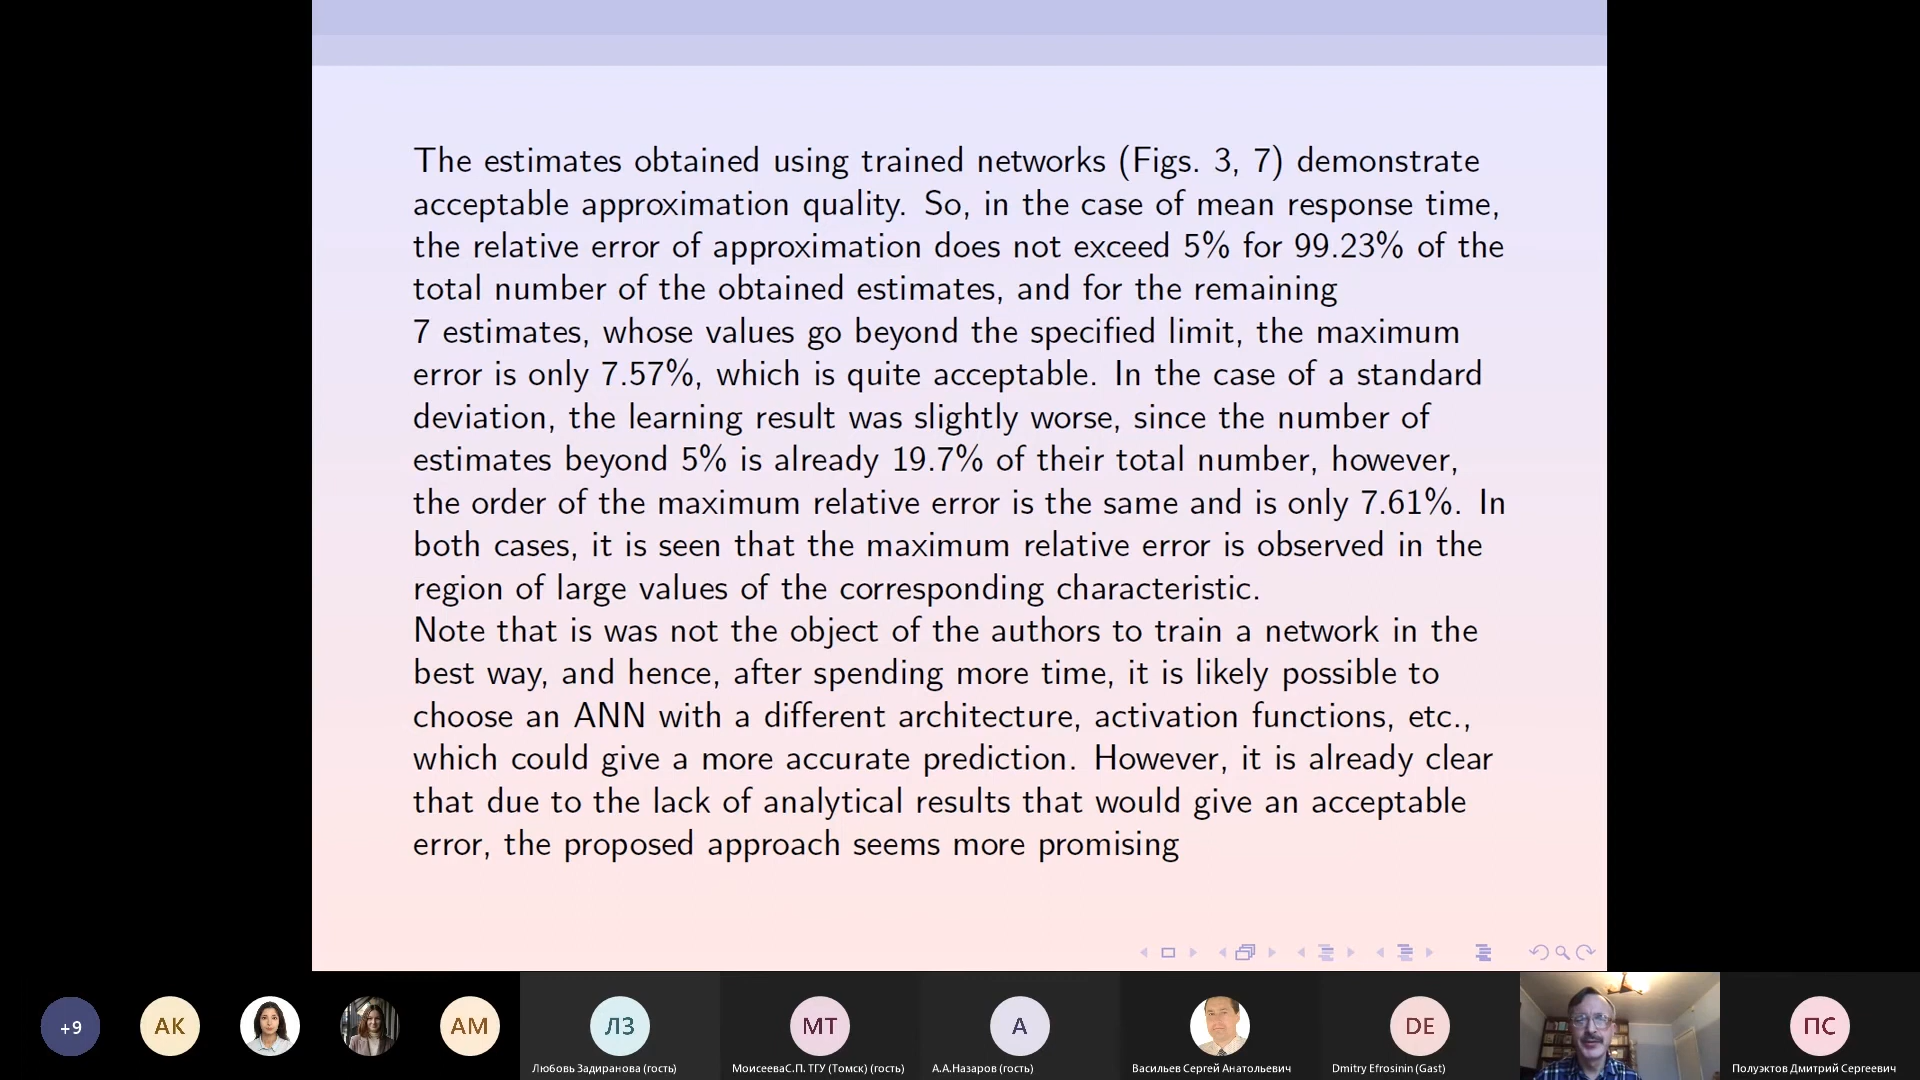 The estimates obtained using trained networks (Figs. 3, 7) demonstrate
acceptable approximation quality. So, in the case of mean response time,
the relative error of approximation does not exceed 5% for 99.23% of the
total number of the obtained estimates, and for the remaining
7 estimates, whose values go beyond the specified limit, the maximum
error is only 7.57%, which is quite acceptable. In the case of a standard
deviation, the learning result was slightly worse, since the number of
estimates beyond 5% is already 19.7% of their total number, however,
the order of the maximum relative error is the same and is only 7.61%. In
both cases, it is seen that the maximum relative error is observed in the
region of large values of the corresponding characteristic.
Note that is was not the object of the authors to train a network in the
best way, and hence, after spending more time, it is likely possible to
choose an ANN with a different architecture, activation functions, etc.,
which could give a more accurate prediction. However, it is already clear
that due to the lack of analytical results that would give an acceptable
error, the proposed approach seems more promising
+9 АК АМ ЛЗ МТ А DE ПС
Любовь Задиранова (гость) МоисееваС.П. ТГУ (Томск) (гость) А.А.Назаров (гость) Васильев Сергей Анатольевич Dmitry Efrosinin (Gast) Полуэктов Дмитрий Сергеевич